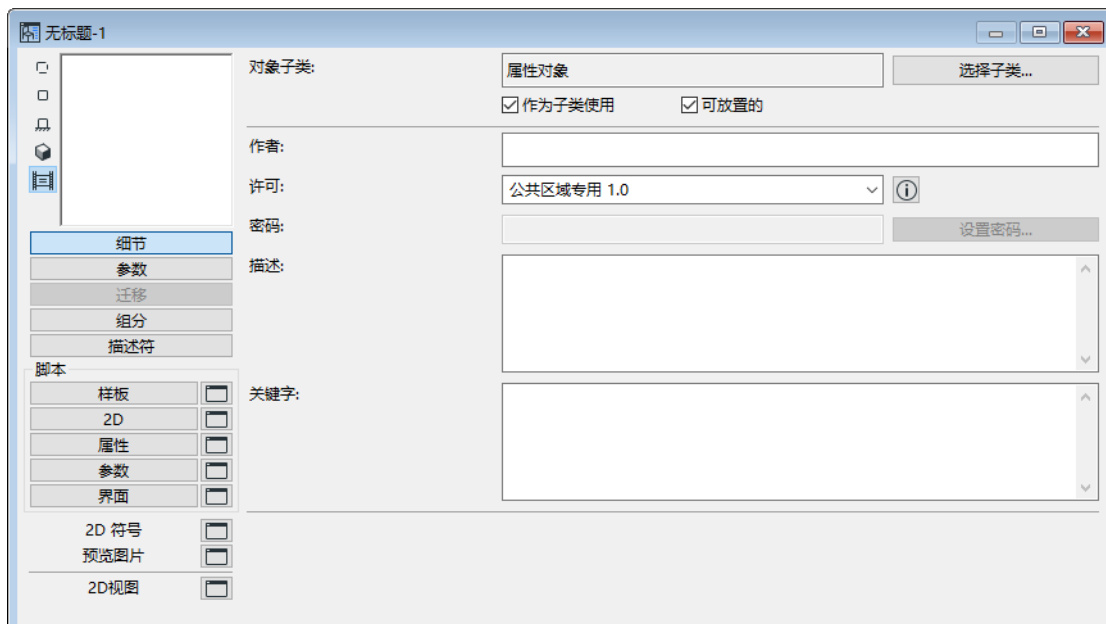 无标题-1
对象子类:
属性对象
选择子类...
作为子类使用
可放置的
作者:
许可:
公共区域专用 1.0
密码:
设置密码...
描述:
关键字:
细节
参数
迁移
组分
描述符
脚本
样板
2D
属性
参数
界面
2D 符号
预览图片
2D视图